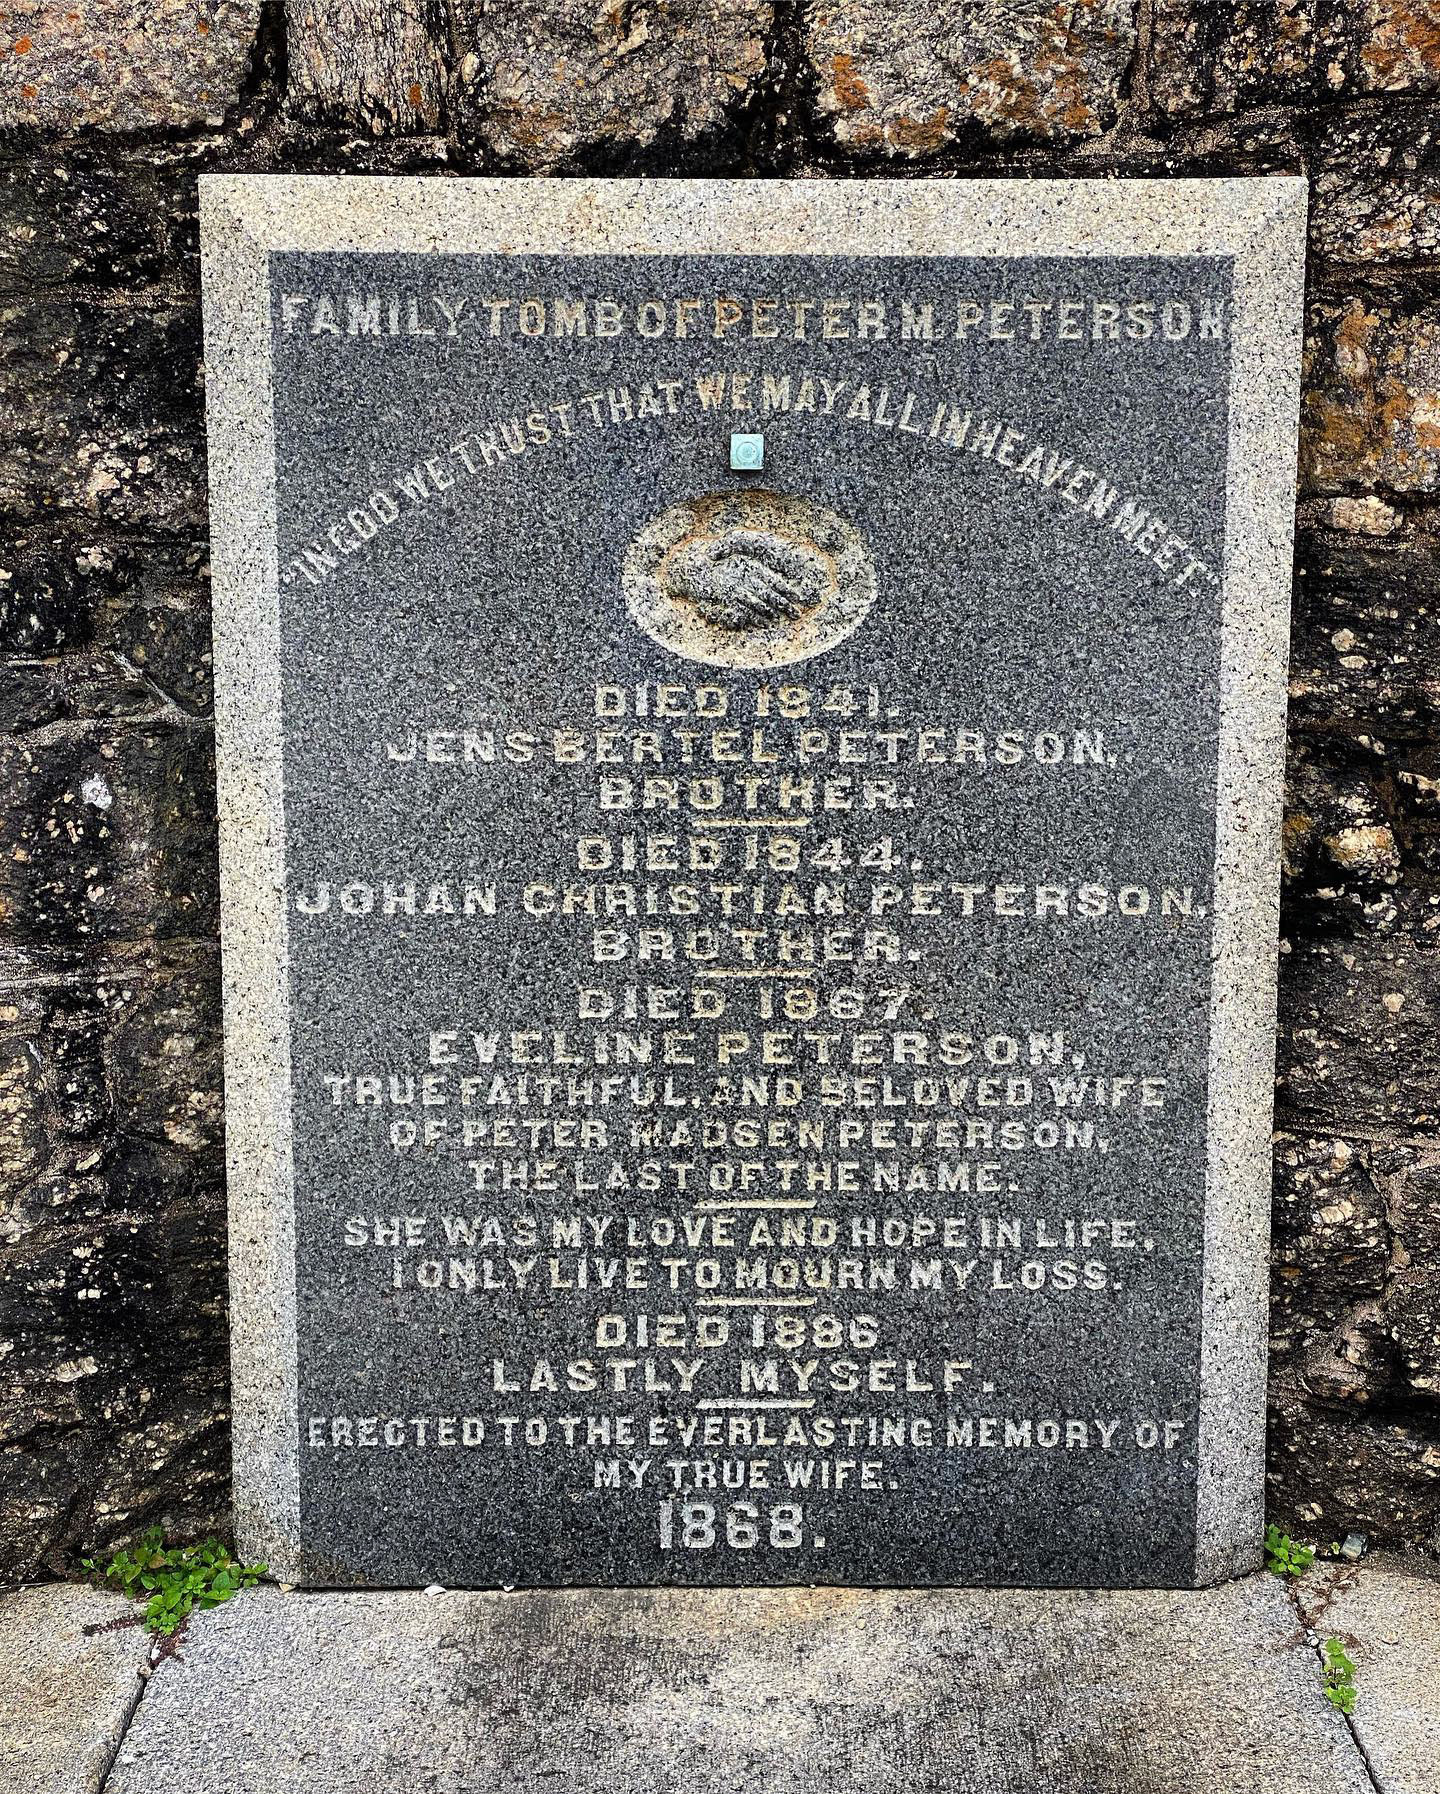 FAMILY TOMB OF PETER M. PETERSON
"IN GOD WE TRUST THAT WE MAY ALL IN HEAVEN MEET"
DIED 1841.
JENS BERTEL PETERSON,
BROTHER.
DIED 1844.
JOHAN CHRISTIAN PETERSON,
BROTHER.
DIED 1867.
EVELINE PETERSON,
TRUE FAITHFUL, AND BELOVED WIFE
OF PETER MADSEN PETERSON,
THE LAST OF THE NAME.
SHE WAS MY LOVE AND HOPE IN LIFE,
I ONLY LIVE TO MOURN MY LOSS.
DIED 1886
LASTLY MYSELF.
ERECTED TO THE EVERLASTING MEMORY OF
MY TRUE WIFE.
1868.